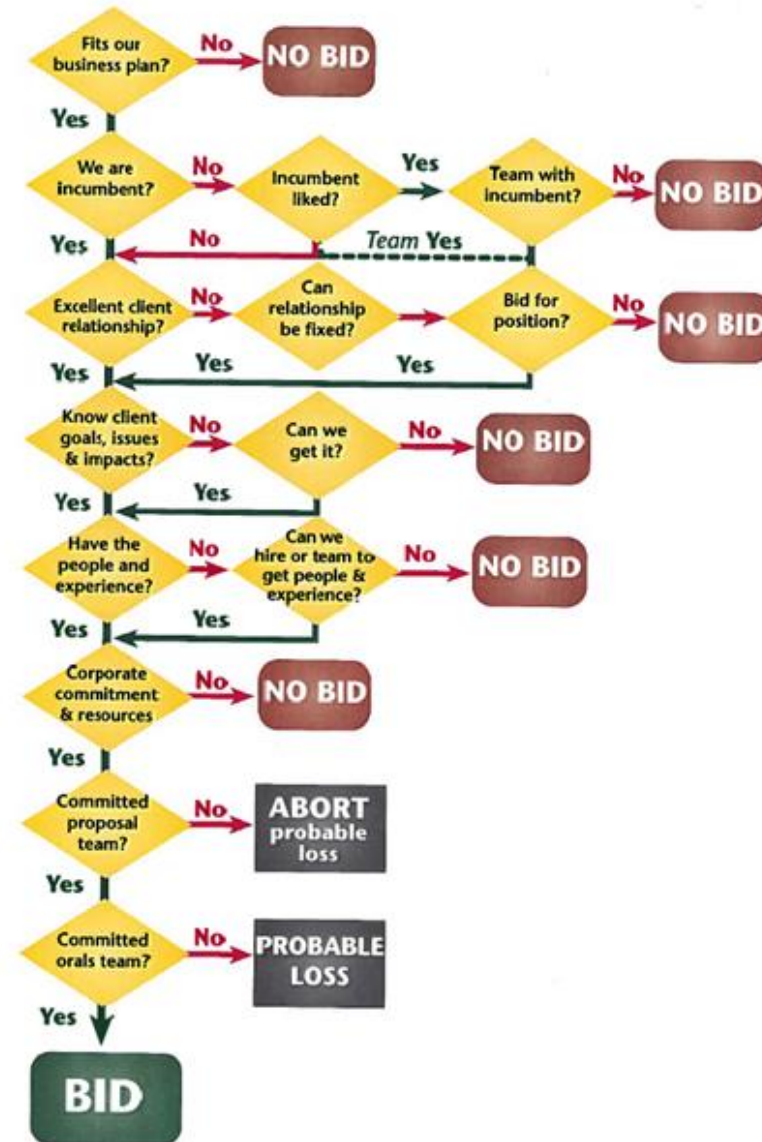 Fits our
business plan?
No
NO BID
Yes
We are
incumbent?
No
Incumbent
liked?
Yes
Team with
incumbent?
No
NO BID
Yes
No
Team Yes
Excellent client
relationship?
No
Can
relationship
be fixed?
Bid for
position?
No
NO BID
Yes
Yes
Yes
Know client
goals, issues
& impacts?
No
Can we
get it?
No
NO BID
Yes
Yes
Have the
people and
experience?
No
Can we
hire or team to
get people &
experience?
No
NO BID
Yes
Yes
Corporate
commitment
& resources
No
NO BID
Yes
Committed
proposal
team?
No
ABORT
probable
loss
Yes
Committed
orals team?
No
PROBABLE
LOSS
Yes
BID